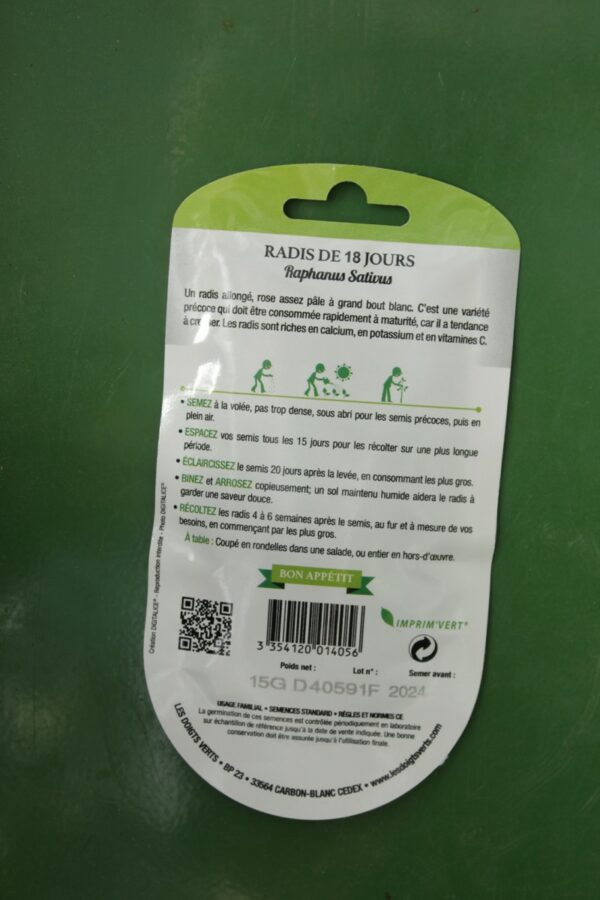 RADIS DE 18 JOURS
Raphanus Sativus
Un radis allongé, rose assez pâle à grand bout blanc. C'est une variété
précoce qui doit être consommée rapidement à maturité, car il a tendance
à creuser. Les radis sont riches en calcium, en potassium et en vitamines C.
• SEMEZ à la volée, pas trop dense, sous abri pour les semis précoces, puis en
plein air.
• ESPACEZ vos semis tous les 15 jours pour les récolter sur une plus longue
période.
• ÉCLAIRCISSEZ le semis 20 jours après la levée, en consommant les plus gros.
• BINEZ et ARROSEZ copieusement; un sol maintenu humide aidera le radis à
garder une saveur douce.
• RÉCOLTEZ les radis 4 à 6 semaines après le semis, au fur et à mesure de vos
besoins, en commençant par les plus gros.
À table : Coupé en rondelles dans une salade, ou entier en hors-d'œuvre.
BON APPÉTIT
Création DIGITALICE® - Reproduction interdite - Photo DIGITALICE®
IMPRIM'VERT®
3 354120 014056
Poids net : Lot n° : Semer avant :
15G D40591F 2024
USAGE FAMILIAL • SEMENCES STANDARD • RÈGLES ET NORMES CE
La germination de ces semences est contrôlée périodiquement en laboratoire
sur échantillon de référence jusqu'à la date de vente indiquée. Une bonne
conservation doit être assurée jusqu'à l'utilisation finale.
LES DOIGTS VERTS • BP 23 • 33564 CARBON-BLANC CEDEX • www.lesdoigtsverts.com